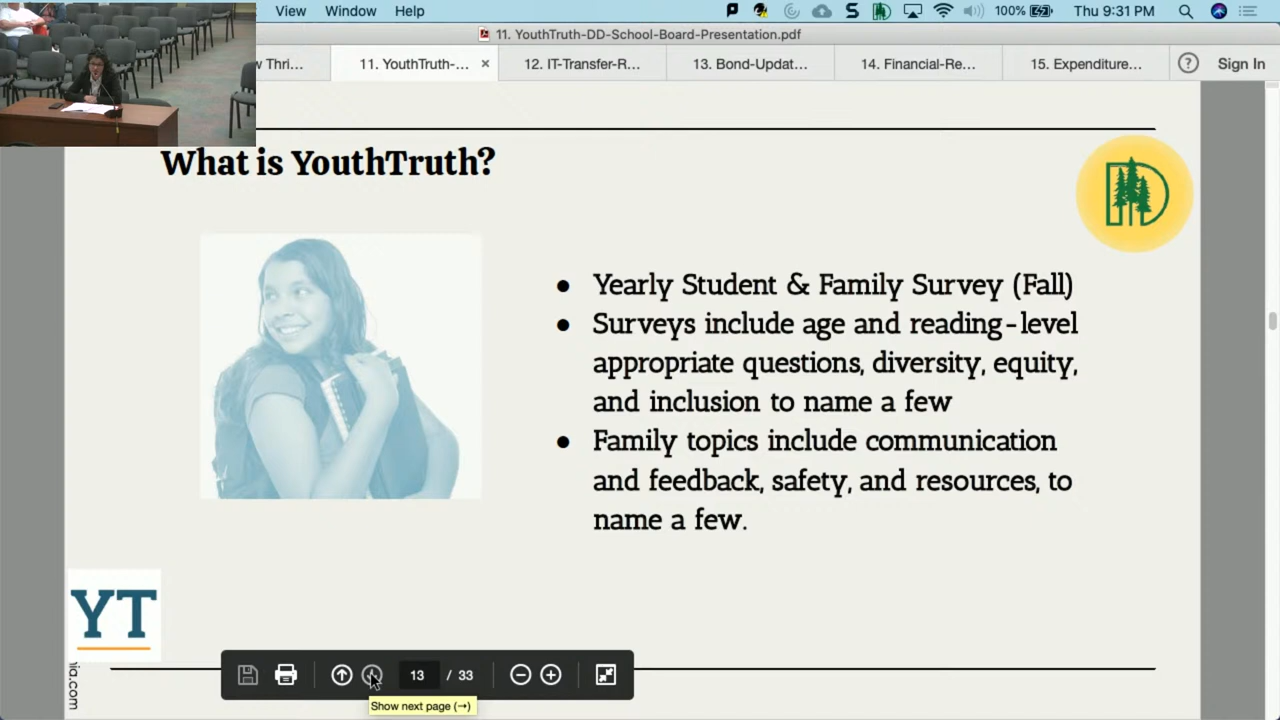 View Window Help
S
100%
Thu 9:31 PM
11. YouthTruth-DD-School-Board-Presentation.pdf
w Thri...
11. YouthTruth-... ×
12. IT-Transfer-R...
13. Bond-Updat...
14. Financial-Re...
15. Expenditure...
?
Sign In
What is YouthTruth?
D
● Yearly Student & Family Survey (Fall)
● Surveys include age and reading-level
appropriate questions, diversity, equity,
and inclusion to name a few
● Family topics include communication
and feedback, safety, and resources, to
name a few.
YT
nia.com
13 / 33
Show next page (→)